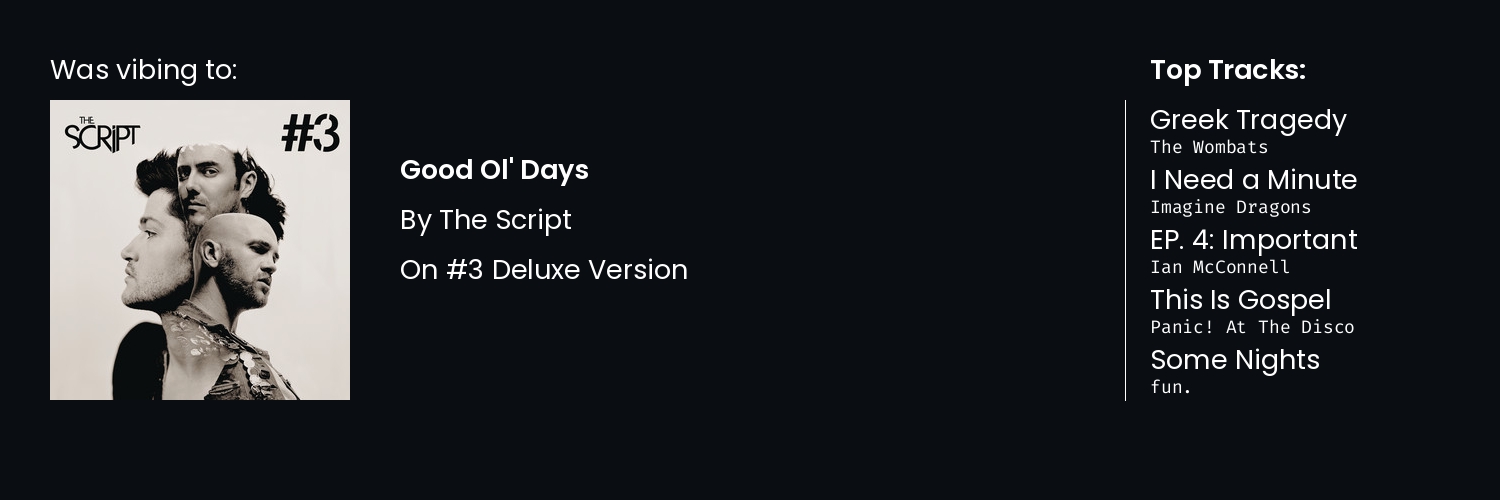 Was vibing to:
THE
SCRIPT
#3
Good Ol' Days
By The Script
On #3 Deluxe Version
Top Tracks:
Greek Tragedy
The Wombats
I Need a Minute
Imagine Dragons
EP. 4: Important
Ian McConnell
This Is Gospel
Panic! At The Disco
Some Nights
fun.